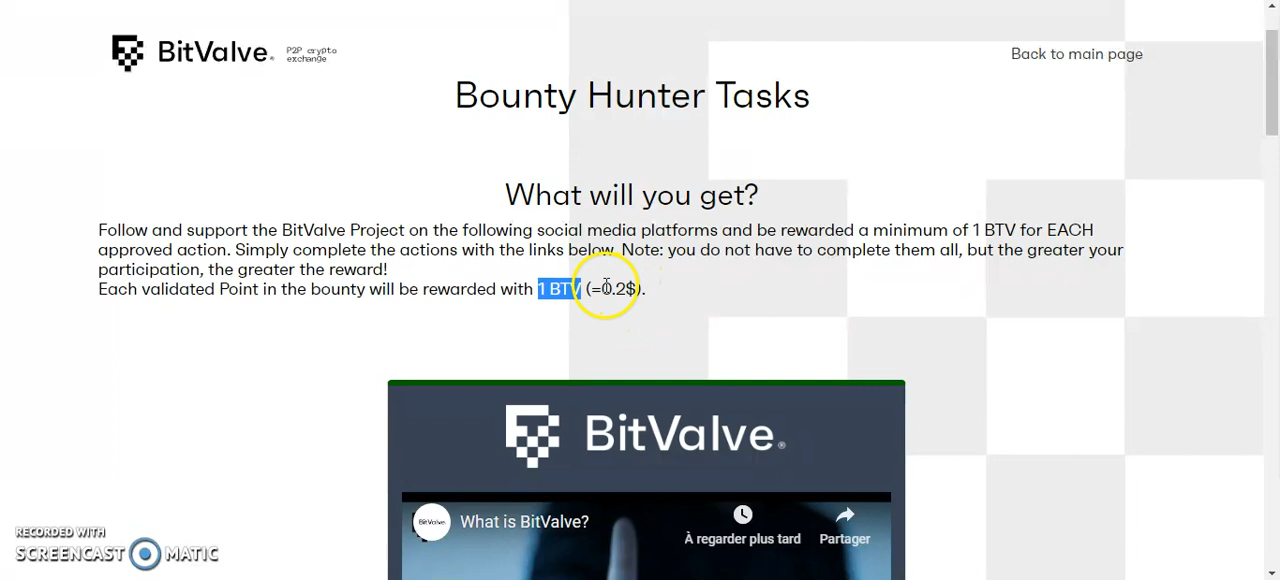 BitValve®
P2P crypto
exchange
Back to main page
Bounty Hunter Tasks
What will you get?
Follow and support the BitValve Project on the following social media platforms and be rewarded a minimum of 1 BTV for EACH
approved action. Simply complete the actions with the links below. Note: you do not have to complete them all, but the greater your
participation, the greater the reward!
Each validated Point in the bounty will be rewarded with 1 BTV (=0.2$).
BitValve®
BitValve
What is BitValve?
À regarder plus tard
Partager
RECORDED WITH
SCREENCAST MATIC